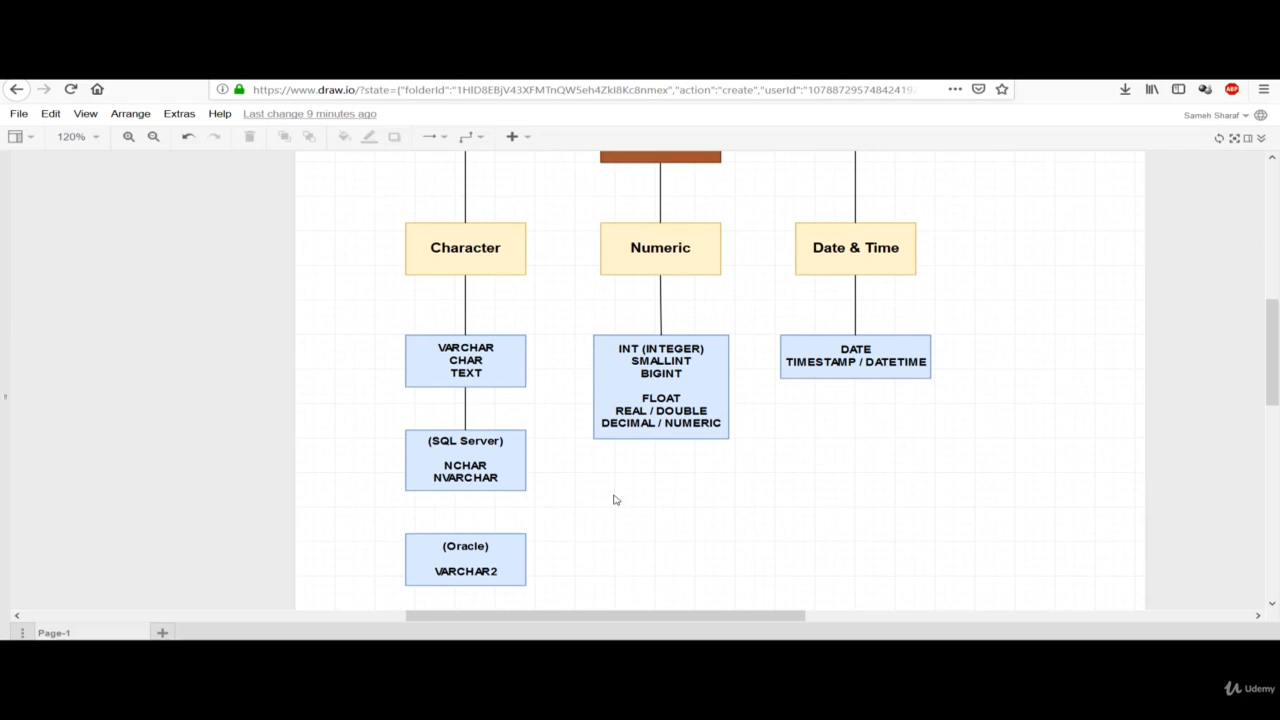 https://www.draw.io/?state={"folderId":"1HlD8EBjV43XFMTnQW5eh4ZkI8Kc8nmex","action":"create","userId":"107887295748424192
File Edit View Arrange Extras Help Last change 9 minutes ago
Sameh Sharaf
120%
Character
Numeric
Date & Time
VARCHAR
CHAR
TEXT
INT (INTEGER)
SMALLINT
BIGINT
FLOAT
REAL / DOUBLE
DECIMAL / NUMERIC
DATE
TIMESTAMP / DATETIME
(SQL Server)
NCHAR
NVARCHAR
(Oracle)
VARCHAR2
Page-1
Udemy